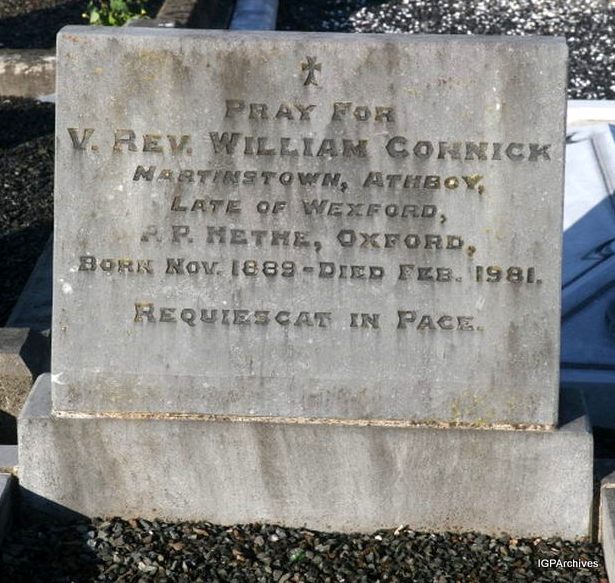 PRAY FOR
V. REV. WILLIAM CONNICK
MARTINSTOWN, ATHBOY,
LATE OF WEXFORD,
P. P. HETHE, OXFORD,
BORN NOV. 1889 - DIED FEB. 1981.
REQUIESCAT IN PACE.
IGPArchives